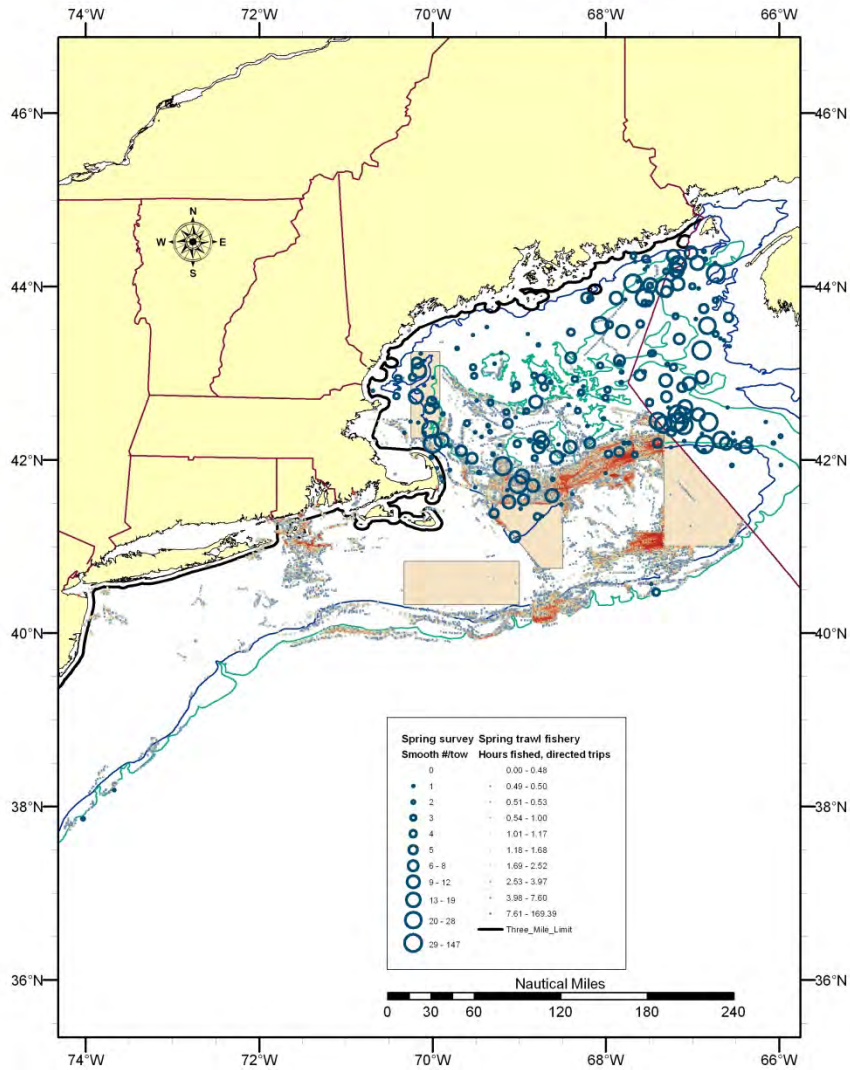 74°W 72°W 70°W 68°W 66°W
46°N 46°N
N
W E
S
44°N 44°N
42°N 42°N
40°N 40°N
38°N 38°N
36°N 36°N
Spring survey Spring trawl fishery
Smooth #/tow Hours fished, directed trips
0 0.00 - 0.48
1 0.49 - 0.50
2 0.51 - 0.53
3 0.54 - 1.00
4 1.01 - 1.17
5 1.18 - 1.68
6 - 8 1.69 - 2.52
9 - 12 2.53 - 3.97
13 - 19 3.98 - 7.60
20 - 28 7.61 - 169.39
29 - 147 Three_Mile_Limit
Nautical Miles
0 30 60 120 180 240
74°W 72°W 70°W 68°W 66°W